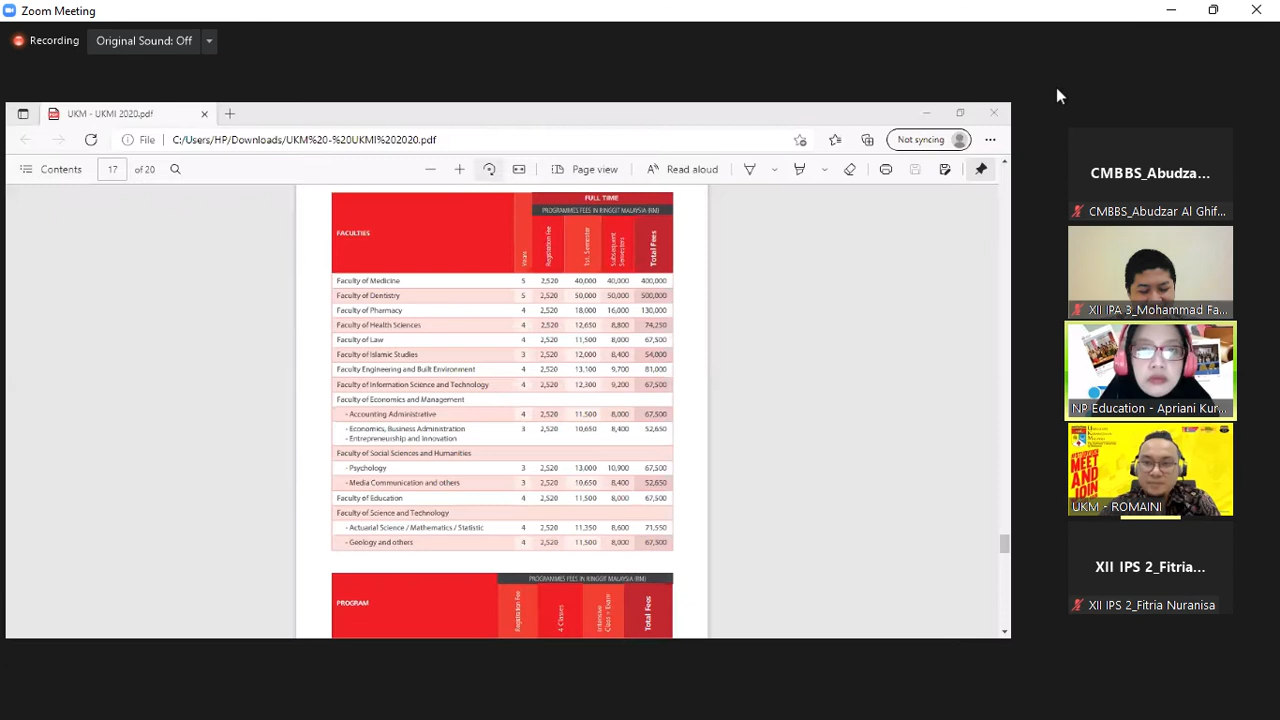 Zoom Meeting
Recording
Original Sound: Off
UKM - UKMI 2020.pdf
File
C:/Users/HP/Downloads/UKM%20-%20UKMI%202020.pdf
Not syncing
Contents
17 of 20
Page view
Read aloud
FULL TIME
PROGRAMMES FEES IN RINGGIT MALAYSIA (RM)
FACULTIES Years Registration Fee 1st. Semester Subsequent Semesters Total Fees
Faculty of Medicine 5 2,520 40,000 40,000 400,000
Faculty of Dentistry 5 2,520 50,000 50,000 500,000
Faculty of Pharmacy 4 2,520 18,000 16,000 130,000
Faculty of Health Sciences 4 2,520 12,650 8,800 74,250
Faculty of Law 4 2,520 11,500 8,000 67,500
Faculty of Islamic Studies 3 2,520 12,000 8,400 54,000
Faculty Engineering and Built Environment 4 2,520 13,100 9,700 81,000
Faculty of Information Science and Technology 4 2,520 12,300 9,200 67,500
Faculty of Economics and Management
- Accounting Administrative 4 2,520 11,500 8,000 67,500
- Economics, Business Administration 3 2,520 10,650 8,400 52,650
- Entrepreneurship and Innovation
Faculty of Social Sciences and Humanities
- Psychology 3 2,520 13,000 10,900 67,500
- Media Communication and others 3 2,520 10,650 8,400 52,650
Faculty of Education 4 2,520 11,500 8,000 67,500
Faculty of Science and Technology
- Actuarial Science / Mathematics / Statistic 4 2,520 11,350 8,600 71,550
- Geology and others 4 2,520 11,500 8,000 67,500
PROGRAMMES FEES IN RINGGIT MALAYSIA (RM)
PROGRAM Registration Fee 4 Classes Intensive Class + Exam Total Fees
CMBBS_Abudza...
CMBBS_Abudzar Al Ghif...
XII IPA 3_Mohammad Fa...
NP Education - Apriani Kur...
MEET
AND
JOIN
UKM - ROMAINI
XII IPS 2_Fitria...
XII IPS 2_Fitria Nuranisa